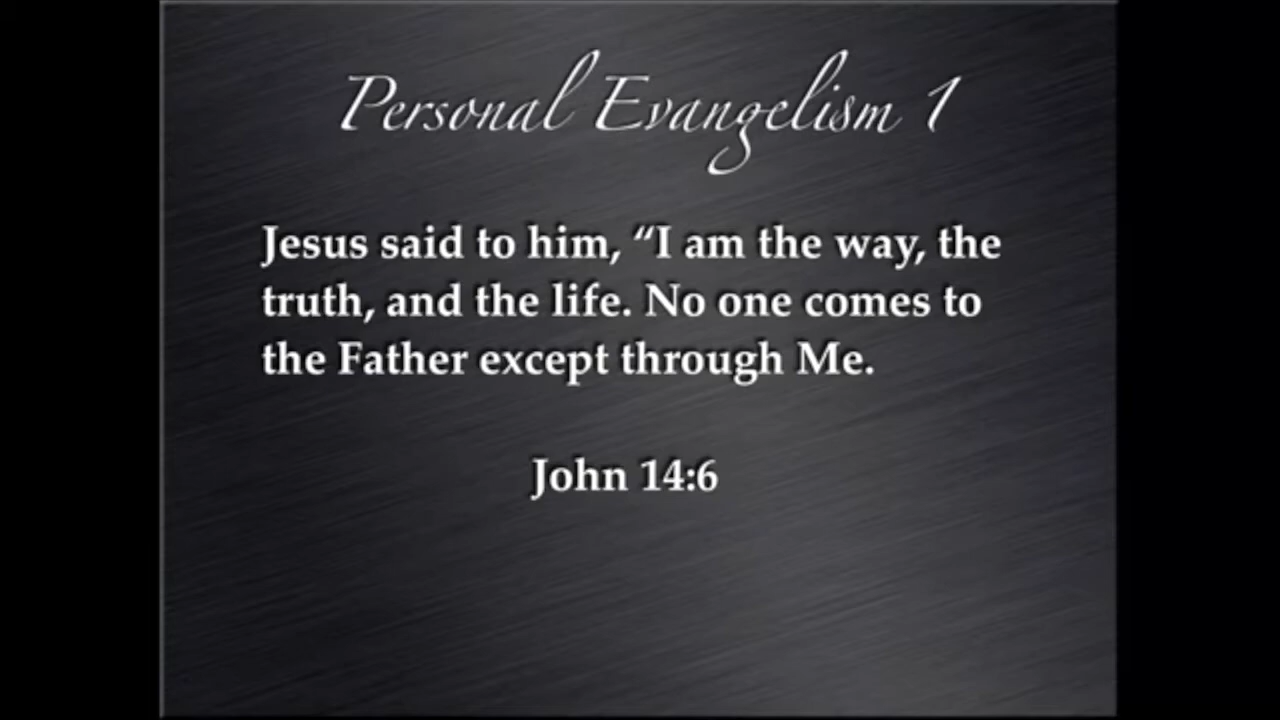 Personal Evangelism 1
Jesus said to him, “I am the way, the
truth, and the life. No one comes to
the Father except through Me.
John 14:6